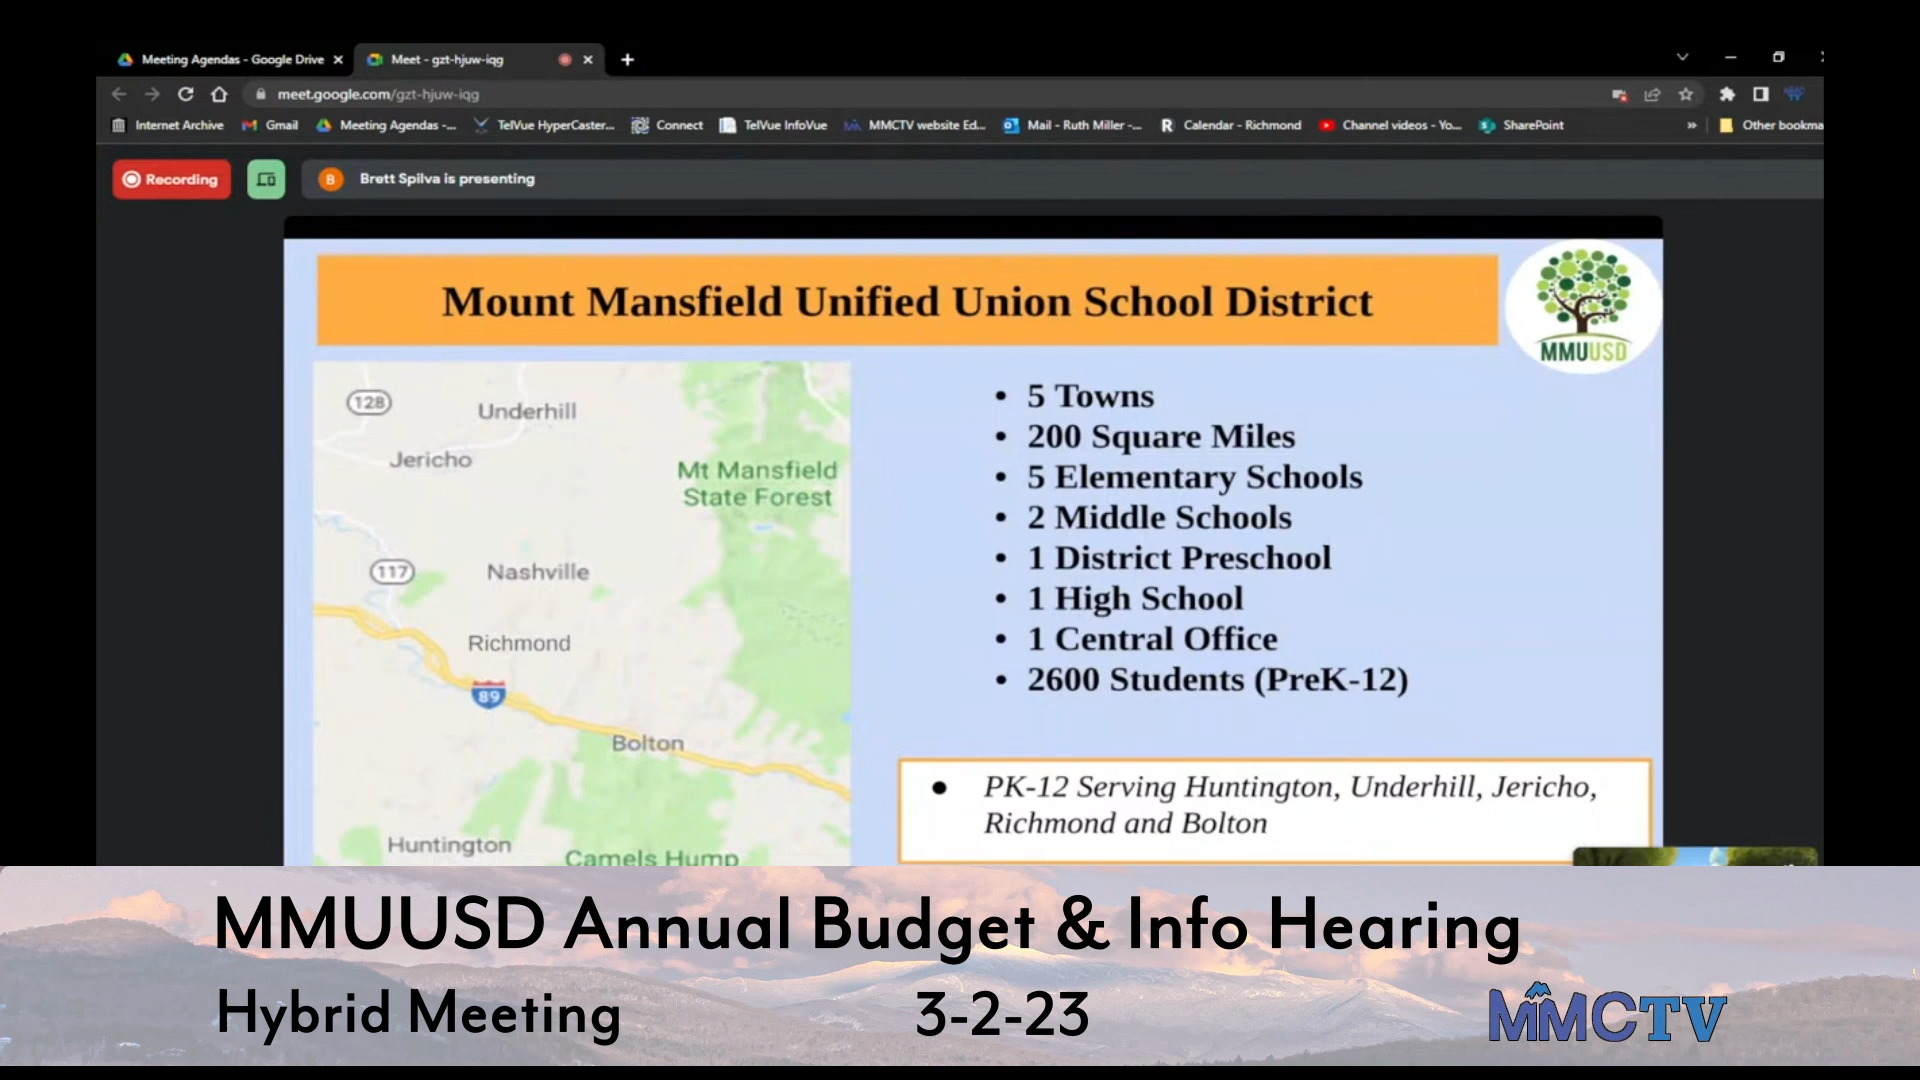 Meeting Agendas - Google Drive
Meet - gzt-hjuw-iqg
meet.google.com/gzt-hjuw-iqg
Internet Archive
Gmail
Meeting Agendas -...
TelVue HyperCaster...
Connect
TelVue InfoVue
MMCTV website Ed...
Mail - Ruth Miller -...
Calendar - Richmond
Channel videos - Yo...
SharePoint
»
Other bookma
Recording
B
Brett Spilva is presenting
Mount Mansfield Unified Union School District
MMUUSD
128
Underhill
Jericho
Mt Mansfield
State Forest
117
Nashville
Richmond
89
Bolton
Huntington
Camels Hump
• 5 Towns
• 200 Square Miles
• 5 Elementary Schools
• 2 Middle Schools
• 1 District Preschool
• 1 High School
• 1 Central Office
• 2600 Students (PreK-12)
● PK-12 Serving Huntington, Underhill, Jericho,
Richmond and Bolton
MMUUSD Annual Budget & Info Hearing
Hybrid Meeting
3-2-23
MMCTV